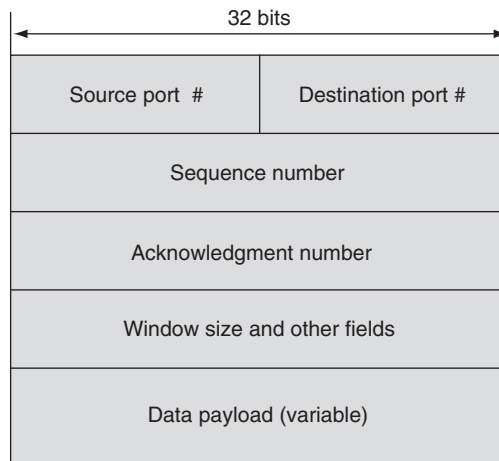 32 bits
Source port #
Destination port #
Sequence number
Acknowledgment number
Window size and other fields
Data payload (variable)